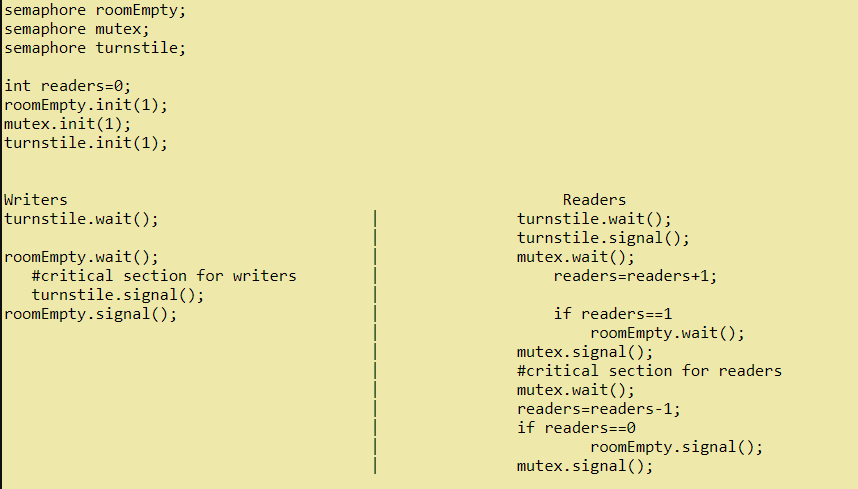 semaphore roomEmpty;
semaphore mutex;
semaphore turnstile;
int readers=0;
roomEmpty.init(1);
mutex.init(1);
turnstile.init(1);
Writers
turnstile.wait();
roomEmpty.wait();
#critical section for writers
turnstile.signal();
roomEmpty.signal();
Readers
turnstile.wait();
turnstile.signal();
mutex.wait();
readers=readers+1;
if readers==1
roomEmpty.wait();
mutex.signal();
#critical section for readers
mutex.wait();
readers=readers-1;
if readers==0
roomEmpty.signal();
mutex.signal();